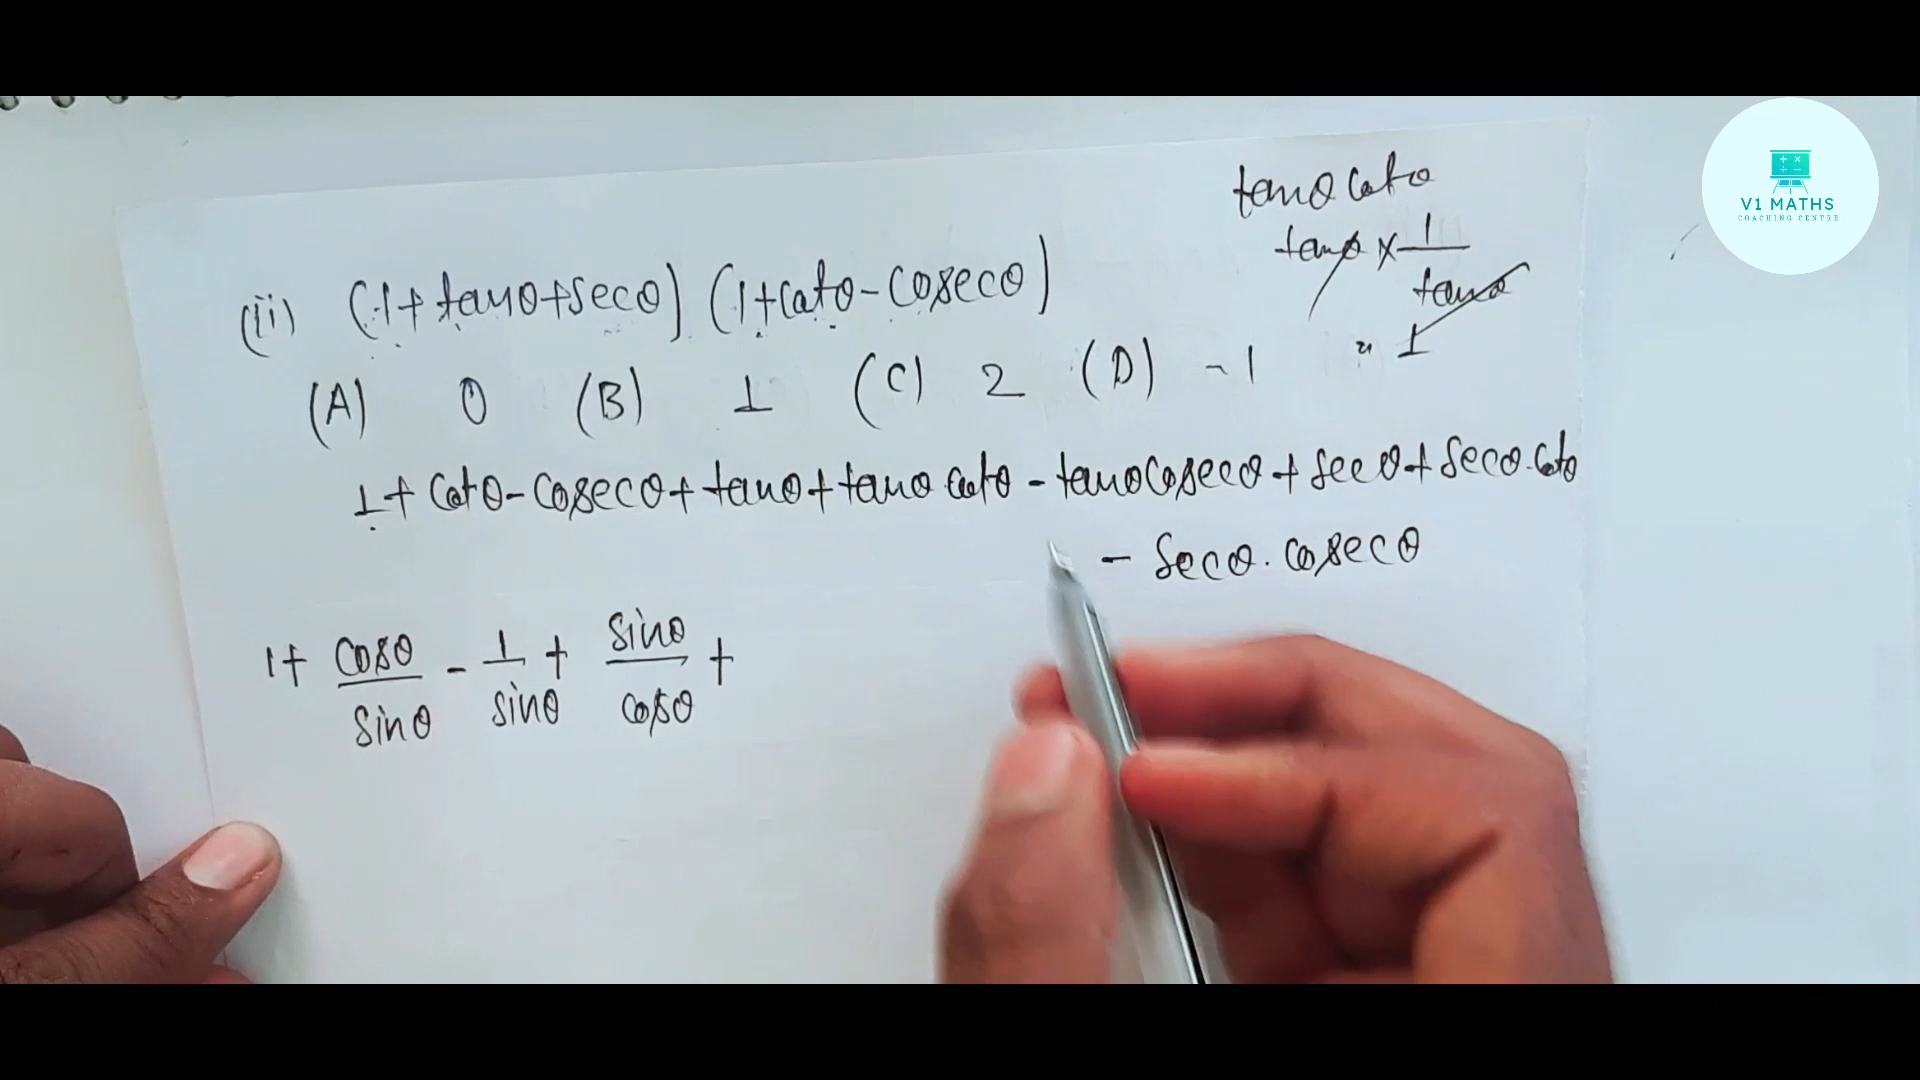 tanθ cotθ
tanθ × 1/tanθ
= 1
(ii) (1+tanθ+secθ) (1+cotθ-cosecθ)
(A) 0 (B) 1 (C) 2 (D) -1
1+cotθ-cosecθ+tanθ+tanθ cotθ-tanθcosecθ+secθ+secθ.cotθ
- secθ.cosecθ
1+ cosθ/sinθ - 1/sinθ + sinθ/cosθ +
V1 MATHS
COACHING CENTRE